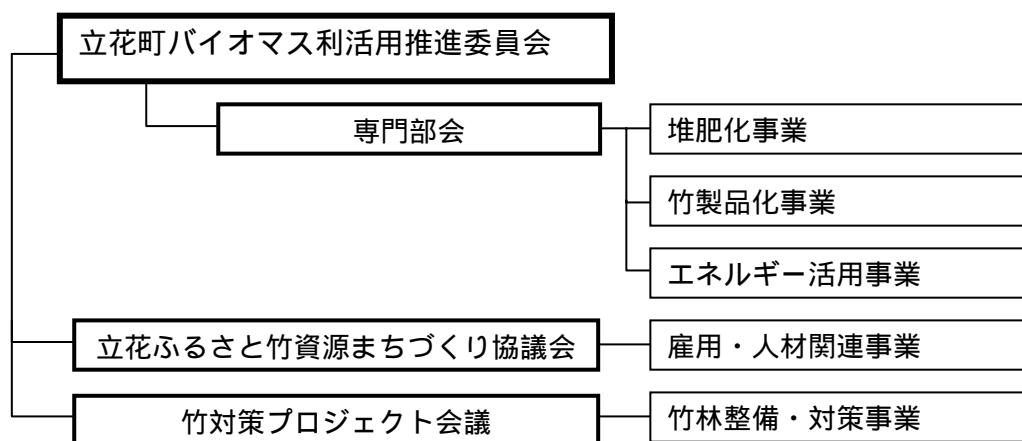 立花町バイオマス利活用推進委員会
専門部会
堆肥化事業
竹製品化事業
エネルギー活用事業
立花ふるさと竹資源まちづくり協議会
雇用・人材関連事業
竹対策プロジェクト会議
竹林整備・対策事業